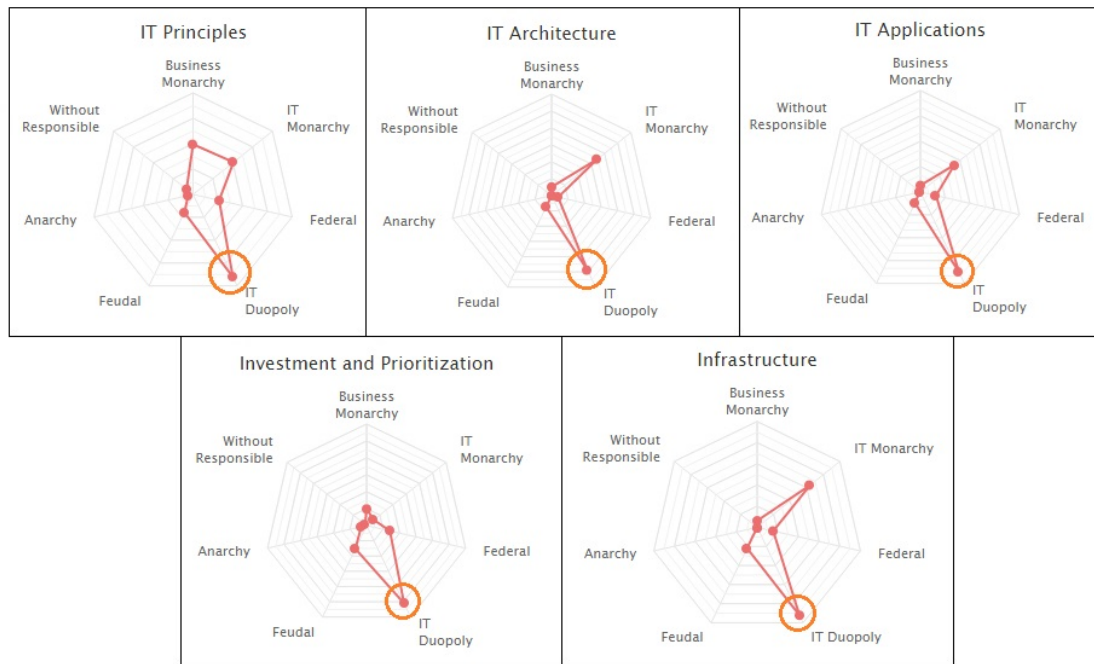 IT Principles
Business
Monarchy
IT
Monarchy
Federal
IT
Duopoly
Feudal
Anarchy
Without
Responsible
IT Architecture
Business
Monarchy
IT
Monarchy
Federal
IT
Duopoly
Feudal
Anarchy
Without
Responsible
IT Applications
Business
Monarchy
IT
Monarchy
Federal
IT
Duopoly
Feudal
Anarchy
Without
Responsible
Investment and Prioritization
Business
Monarchy
IT
Monarchy
Federal
IT
Duopoly
Feudal
Anarchy
Without
Responsible
Infrastructure
Business
Monarchy
IT Monarchy
Federal
IT Duopoly
Feudal
Anarchy
Without
Responsible